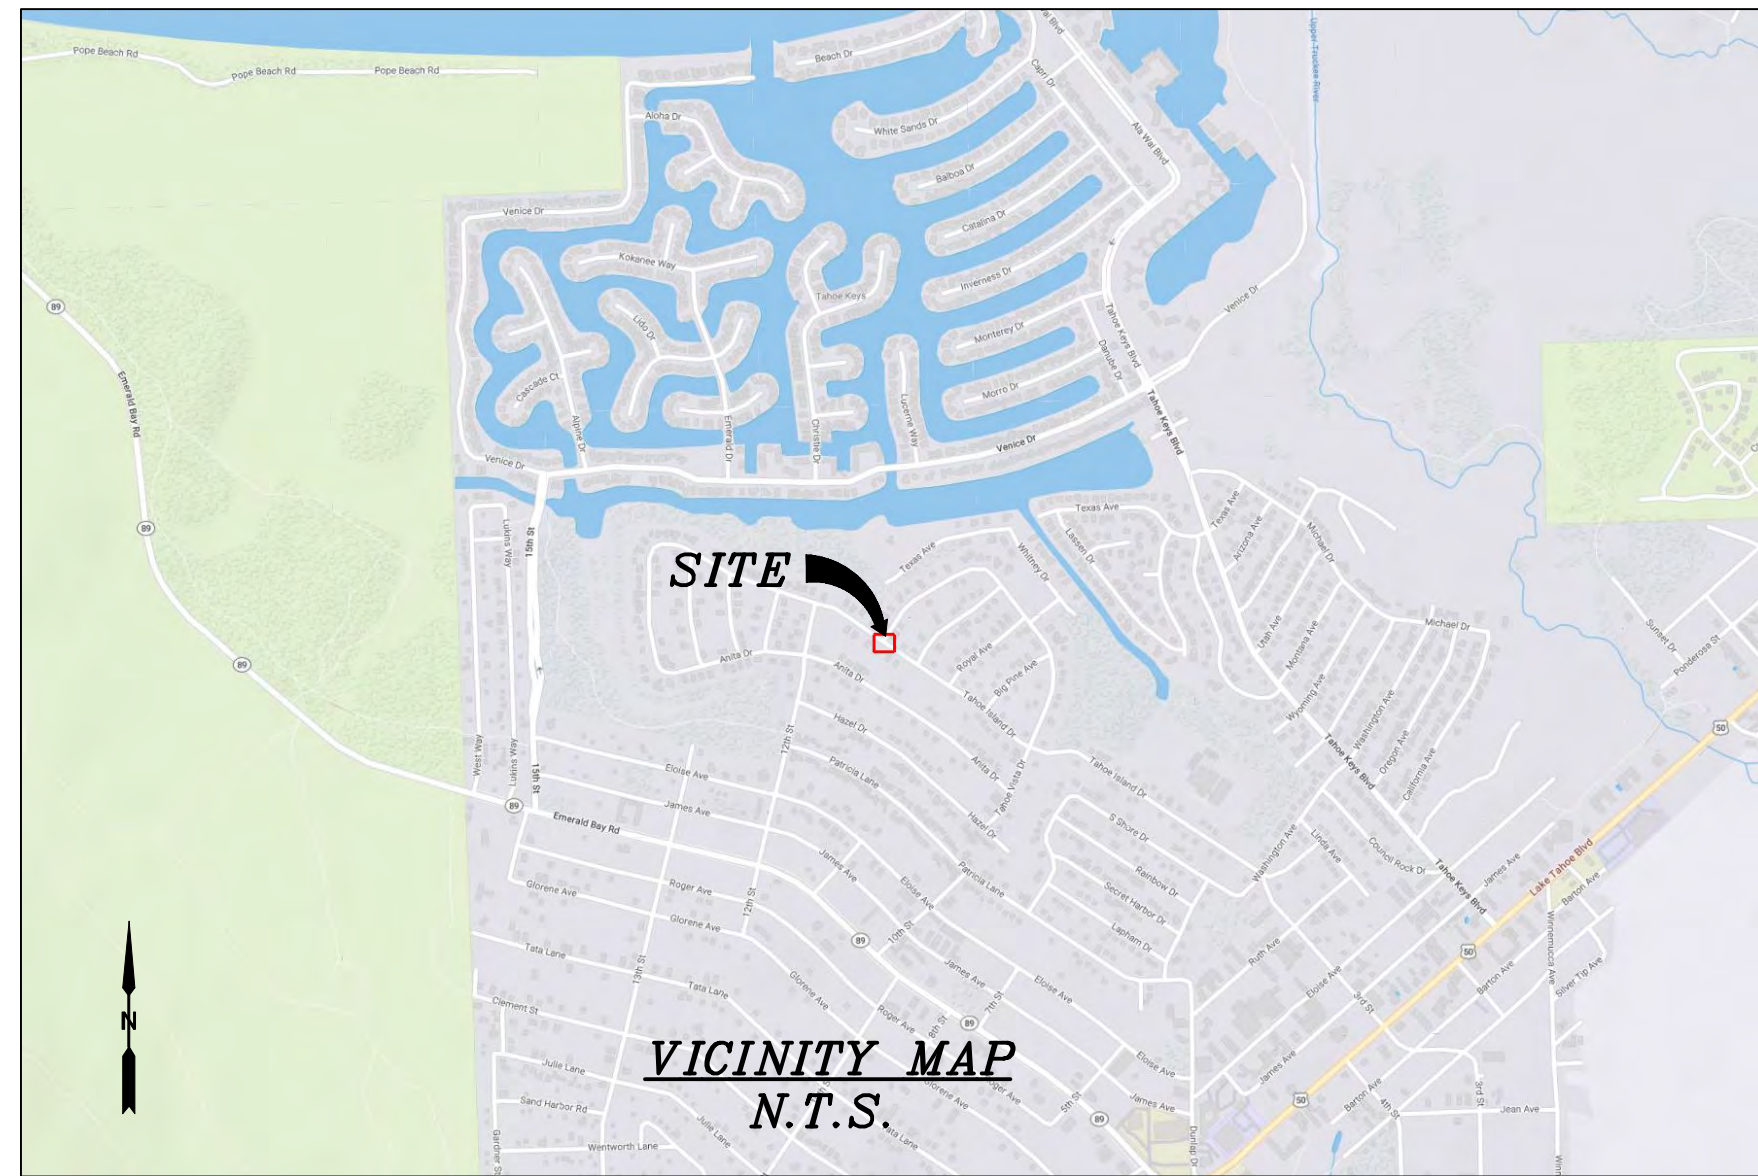 Pope Beach Rd
Pope Beach Rd
Pope Beach Rd
Beach Dr
Capri Dr
Ala Wai Blvd
Upper Truckee River
Aloha Dr
White Sands Dr
Balboa Dr
Venice Dr
Catalina Dr
Kokanee Way
Inverness Dr
Tahoe Keys
Venice Dr
89
Lido Dr
Monterey Dr
Tahoe Keys Blvd
Danube Dr
Emerald Bay Rd
Cascade Ct
Morro Dr
Alpine Dr
Emerald Dr
Christie Dr
Lucerne Way
Venice Dr
Tahoe Keys Blvd
Venice Dr
89
Lukins Way
15th St
Texas Ave
Texas Ave
Arizona Ave
Michael Dr
Lassen Dr
Texas Ave
Whitney Dr
SITE
89
Anita Dr
Anita Dr
Royal Ave
Big Pine Ave
Utah Ave
Montana Ave
Michael Dr
Sunset Dr
Ponderosa St
Tahoe Island Dr
Wyoming Ave
Washington Ave
Oregon Ave
California Ave
50
West Way
Lukins Way
15th St
12th St
Hazel Dr
Patricia Lane
Anita Dr
Tahoe Vista Dr
Tahoe Island Dr
Tahoe Keys Blvd
Eloise Ave
James Ave
89
Emerald Bay Rd
Hazel Dr
S Shore Dr
Linda Ave
Washington Ave
Council Rock Dr
Tahoe Keys Blvd
James Ave
Lake Tahoe Blvd
Barton Ave
Glorene Ave
Roger Ave
Glorene Ave
12th St
James Ave
Eloise Ave
Patricia Lane
Rainbow Dr
Secret Harbor Dr
Lapham Dr
Ruth Ave
Winnemucca Ave
Silver Tip Ave
89
10th St
50
Tata Lane
13th St
Tata Lane
Glorene Ave
James Ave
7th St
Eloise Ave
Eloise Ave
3rd St
Barton Ave
Clement St
Roger Ave
8th St
89
N
VICINITY MAP
N.T.S.
Julie Lane
Sand Harbor Rd
Wentworth Lane
Gardner St
Julie Lane
Tata Lane
Glorene Ave
Roger Ave
5th St
89
Eloise Ave
James Ave
Dunlap Dr
James Ave
50
Barton Ave
4th St
3rd St
Jean Ave